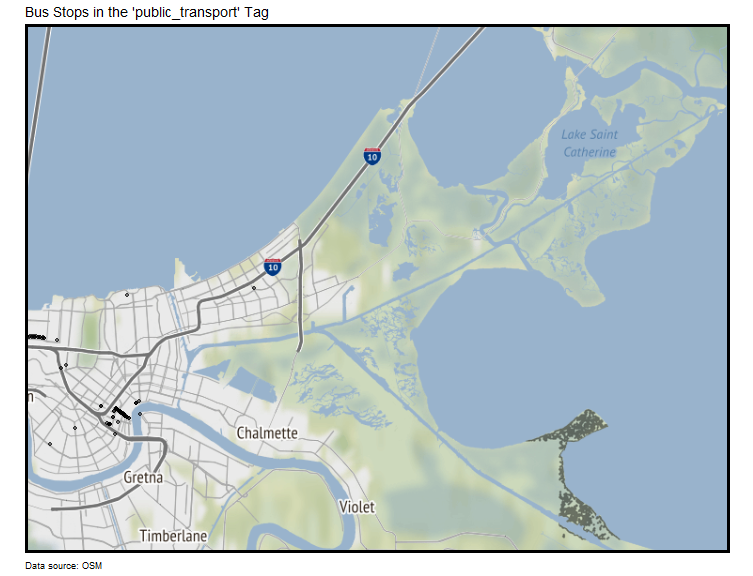 Bus Stops in the 'public_transport' Tag
Lake Saint
Catherine
10
10
n
Chalmette
Gretna
Violet
Timberlane
Data source: OSM